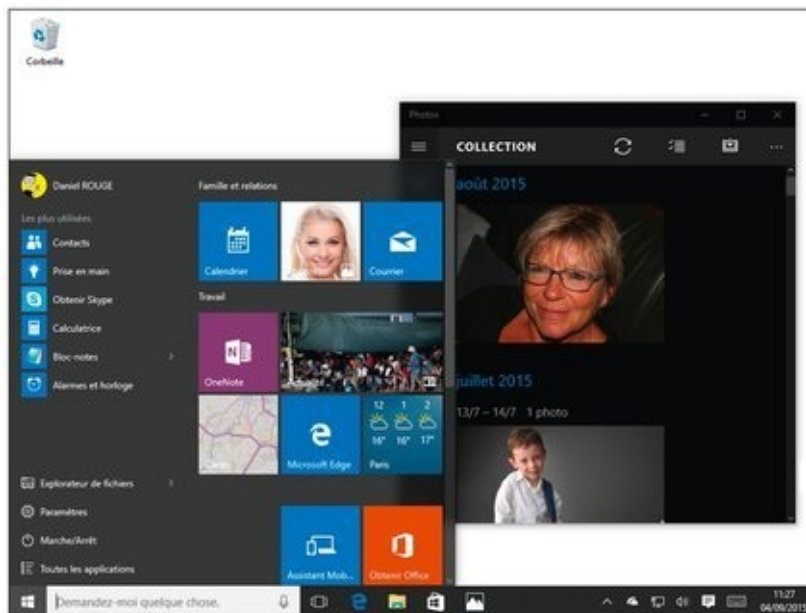 Corbeille
Photos
COLLECTION
août 2015
juillet 2015
13/7 – 14/7 1 photo
Daniel ROUGE
Les plus utilisées
Contacts
Prise en main
Obtenir Skype
Calculatrice
Bloc-notes
Alarmes et horloge
Explorateur de fichiers
Paramètres
Marche/Arrêt
Toutes les applications
Famille et relations
Calendrier
Courrier
Travail
OneNote
Actualité
Cartes
Microsoft Edge
12 1 2
16° 16° 17°
Paris
Assistant Mob...
Obtenir Office
Demandez-moi quelque chose.
11:27
04/09/2015